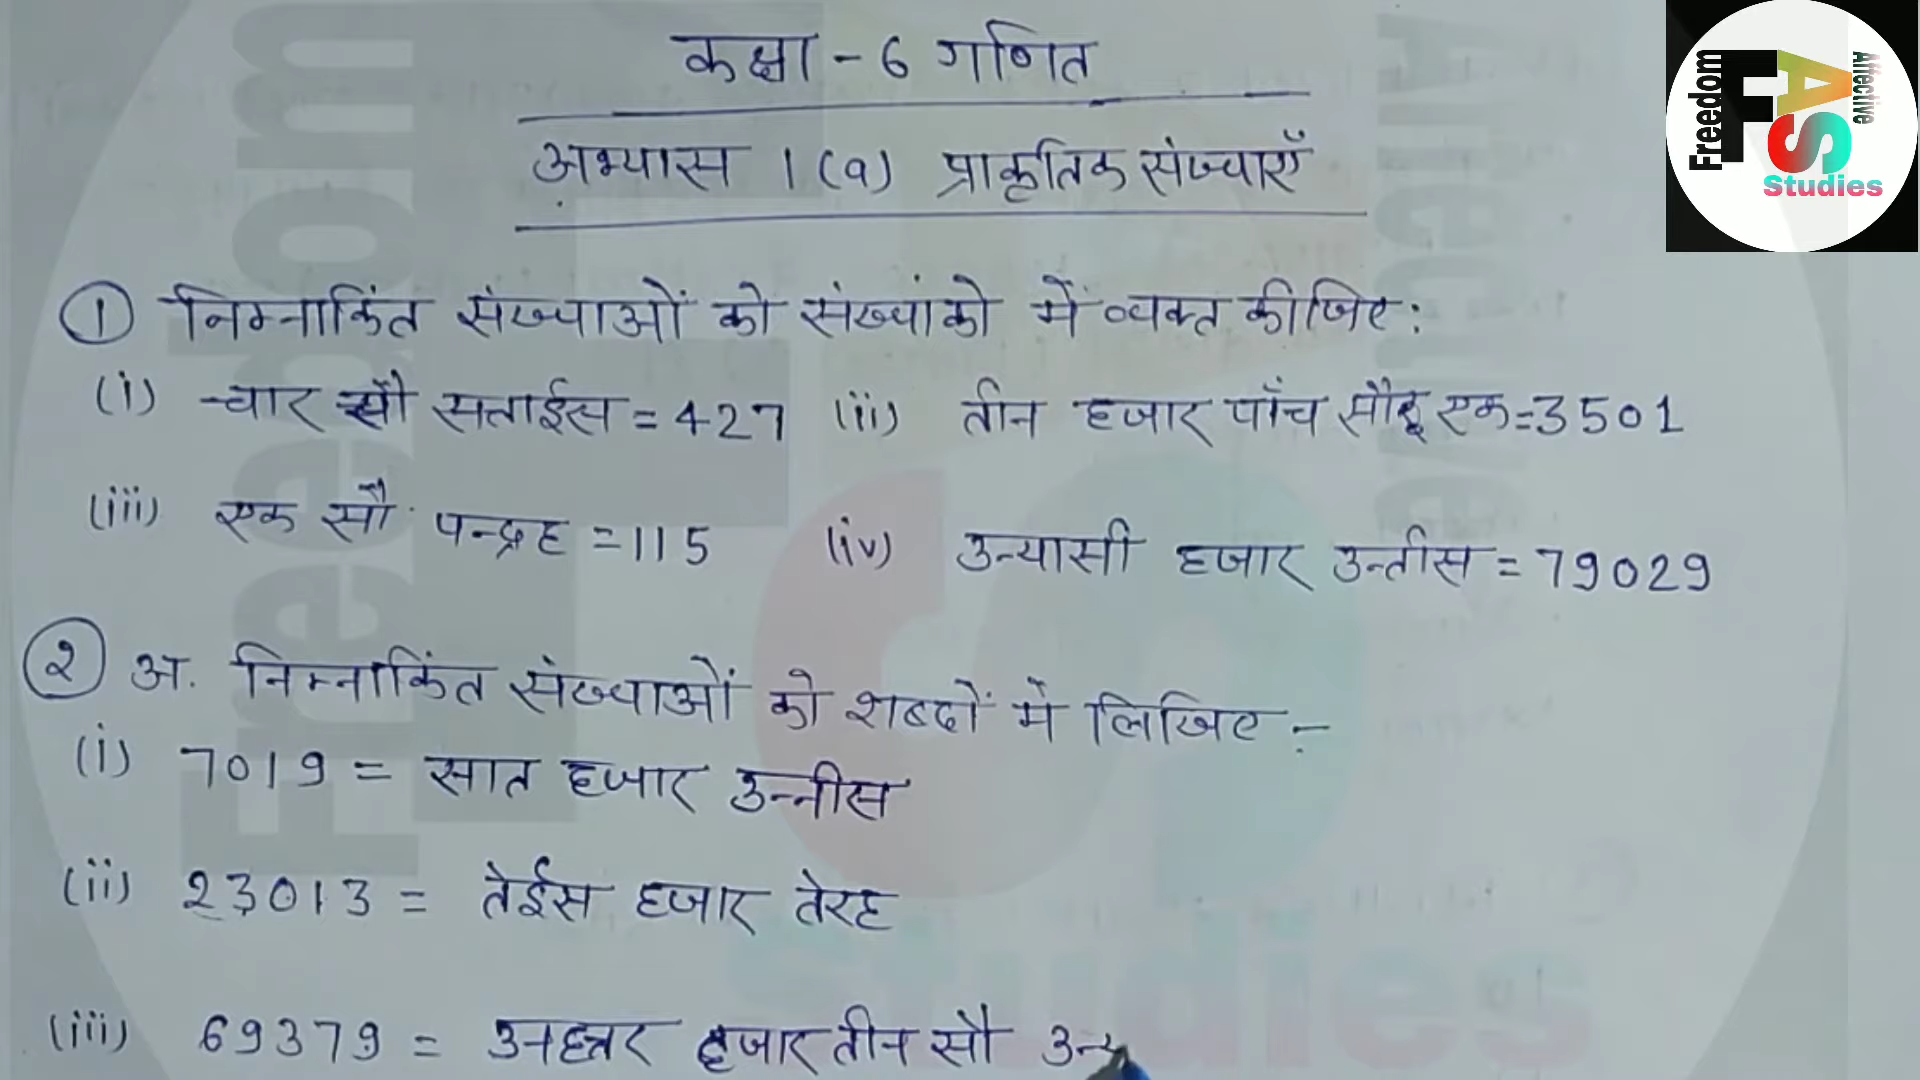 कक्षा - 6 गणित
अभ्यास 1(a) प्राकृतिक संख्याएँ
① निम्नाकिंत संख्याओं को संख्यांको में व्यक्त कीजिए:
(i) चार सौ सत्ताईस = 427 (ii) तीन हजार पाँच सौ एक = 3501
(iii) एक सौ पन्द्रह = 115 (iv) उन्यासी हजार उन्तीस = 79029
② अ. निम्नाकिंत संख्याओं को शब्दों में लिखिए :-
(i) 7019 = सात हजार उन्नीस
(ii) 23013 = तेईस हजार तेरह
(iii) 69379 = उनहत्तर हजार तीन सौ
Freedom
FAS
Affective
Studies